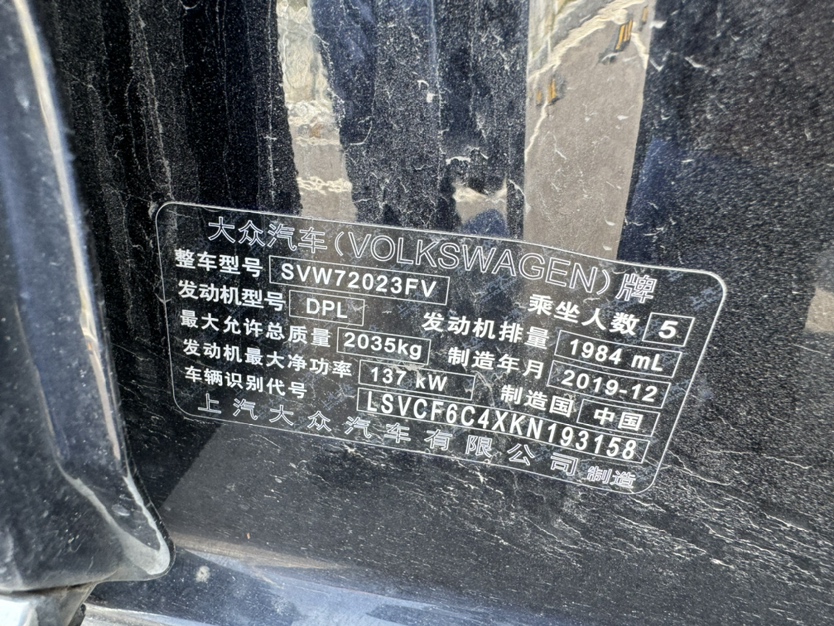 大众汽车(VOLKSWAGEN)牌
整车型号 SVW72023FV 乘坐人数 5
发动机型号 DPL 发动机排量 1984 mL
最大允许总质量 2035kg 制造年月 2019-12
发动机最大净功率 137 kW 制造国 中国
车辆识别代号 LSVCF6C4XKN193158
上汽大众汽车有限公司 制造